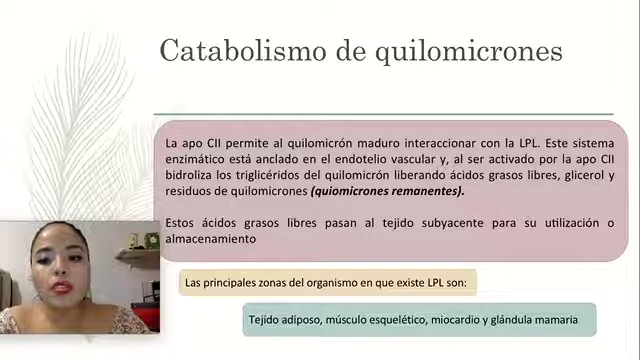 Catabolismo de quilomicrones
La apo CII permite al quilomicrón maduro interaccionar con la LPL. Este sistema
enzimático está anclado en el endotelio vascular y, al ser activado por la apo CII
bidroliza los triglicéridos del quilomicrón liberando ácidos grasos libres, glicerol y
residuos de quilomicrones (quiomicrones remanentes).
Estos ácidos grasos libres pasan al tejido subyacente para su utilización o
almacenamiento
Las principales zonas del organismo en que existe LPL son:
Tejido adiposo, músculo esquelético, miocardio y glándula mamaria